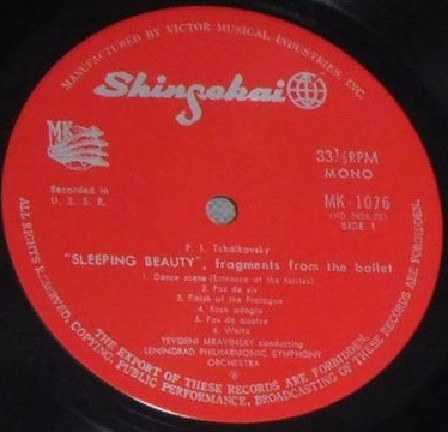 MANUFACTURED BY VICTOR MUSICAL INDUSTRIES, INC.
Shinsekai
MK
Recorded in
U. S. S. R.
33⅓RPM
MONO
MK-1076
SIDE 1
P. I. Tchaikovsky
"SLEEPING BEAUTY", fragments from the ballet
1. Dance scene (Entrance of the fairies)
2. Pas de six
3. Finish of the Prologue
4. Rose adagio
5. Pas de quatre
6. Waltz
YEVGENI MRAVINSKY conducting
LENINGRAD PHILHARMONIC SYMPHONY
ORCHESTRA
℗
ALL RIGHTS RESERVED. COPYING, PUBLIC PERFORMANCE, BROADCASTING OF THESE RECORDS ARE FORBIDDEN.
THE EXPORT OF THESE RECORDS ARE FORBIDDEN.